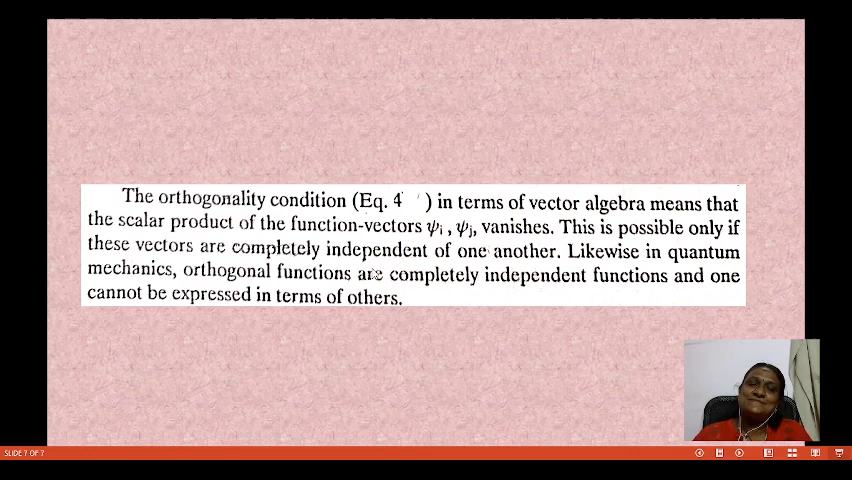 The orthogonality condition (Eq. 4 ) in terms of vector algebra means that
the scalar product of the function-vectors ψi , ψj, vanishes. This is possible only if
these vectors are completely independent of one another. Likewise in quantum
mechanics, orthogonal functions are completely independent functions and one
cannot be expressed in terms of others.
SLIDE 7 OF 7